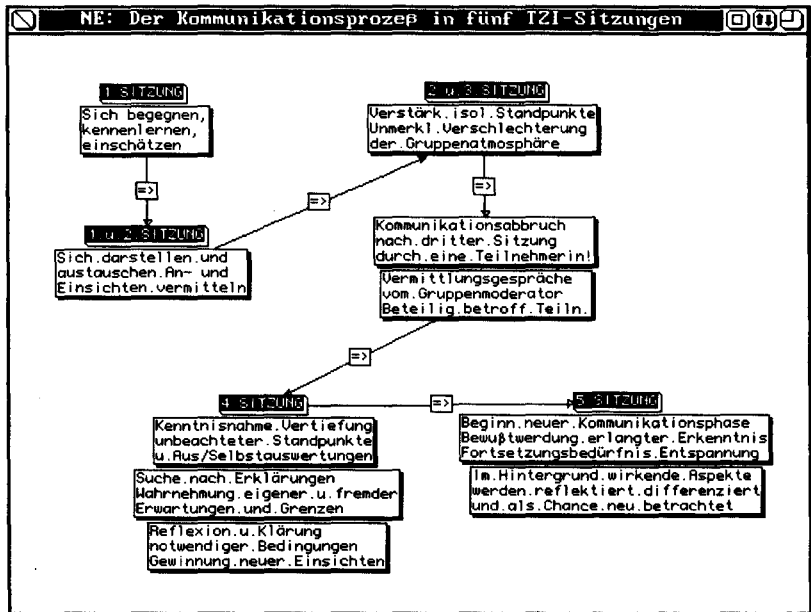 NE: Der Kommunikationsprozeß in fünf TZI-Sitzungen
1 SITZUNG
Sich begegnen,
kennenlernen,
einschätzen
=>
1.u.2.SITZUNG
Sich.darstellen.und
austauschen.An- und
Einsichten.vermitteln
=>
2 u.3.SITZUNG
Verstärk.isol.Standpunkte
Unmerkl.Verschlechterung
der.Gruppenatmosphäre
=>
Kommunikationsabbruch
nach.dritter.Sitzung
durch.eine.Teilnehmerin!
Vermittlungsgespräche
vom.Gruppenmoderator
Beteilig.betroff.Teiln.
=>
4 SITZUNG
Kenntnisnahme.Vertiefung
unbeachteter.Standpunkte
u.Aus/Selbstauswertungen
Suche.nach.Erklärungen
Wahrnehmung.eigener.u.fremder
Erwartungen.und.Grenzen
Reflexion.u.Klärung
notwendiger.Bedingungen
Gewinnung.neuer.Einsichten
=>
5 SITZUNG
Beginn.neuer.Kommunikationsphase
Bewußtwerdung.erlangter.Erkenntnis
Fortsetzungsbedürfnis.Entspannung
Im.Hintergrund.wirkende.Aspekte
werden.reflektiert.differenziert
und.als.Chance.neu.betrachtet